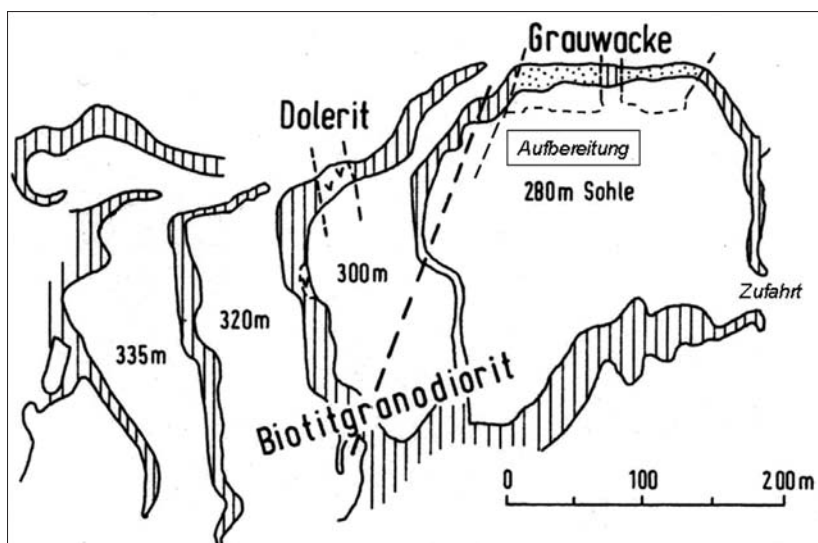 Grauwacke
Dolerit
Aufbereitung
280m Sohle
300m
Zufahrt
320m
335m
Biotitgranodiorit
0 100 200m